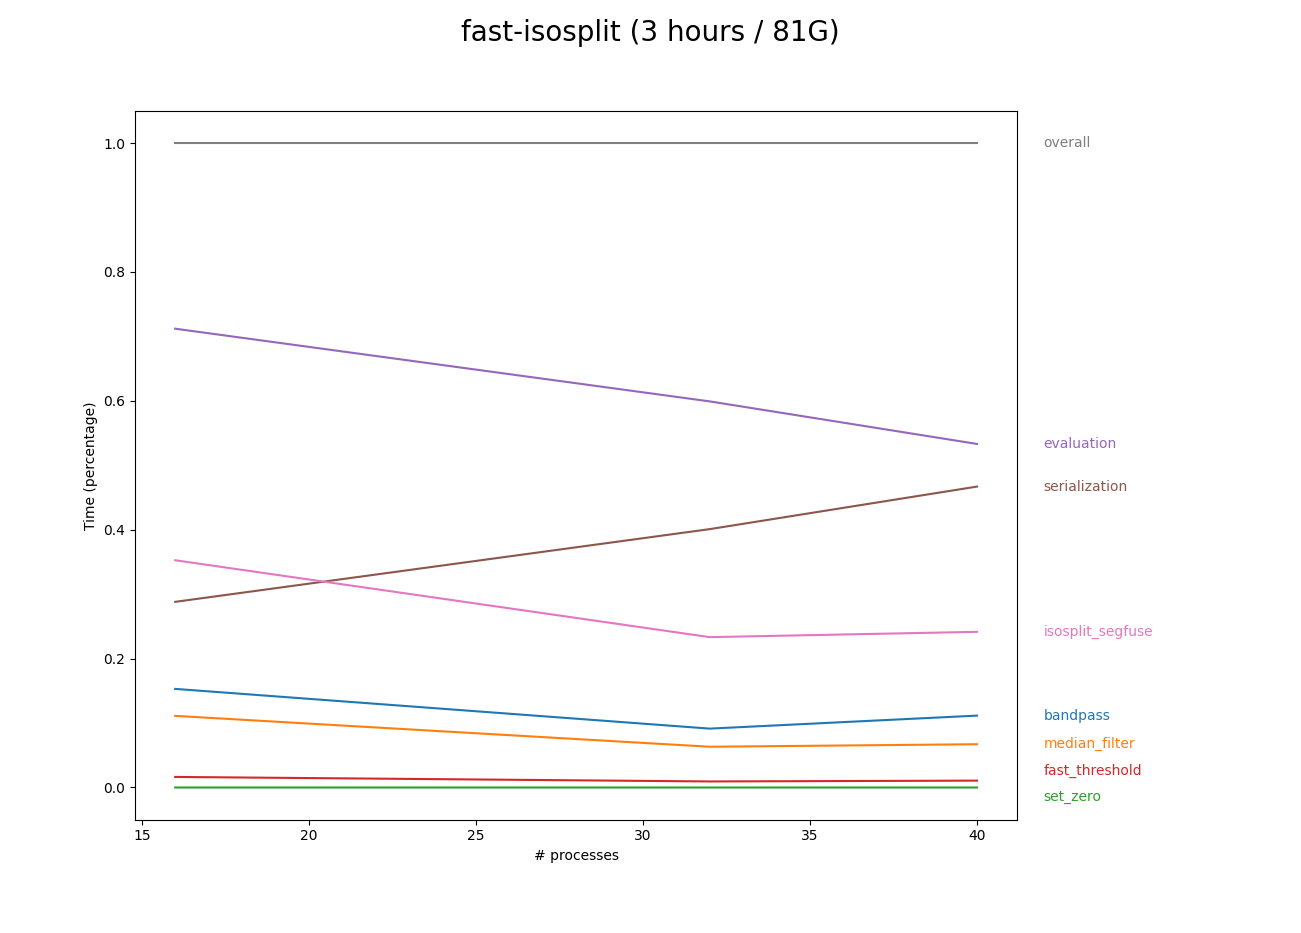 fast-isosplit (3 hours / 81G)
1.0
0.8
0.6
0.4
0.2
0.0
Time (percentage)
15 20 25 30 35 40
# processes
overall
evaluation
serialization
isosplit_segfuse
bandpass
median_filter
fast_threshold
set_zero